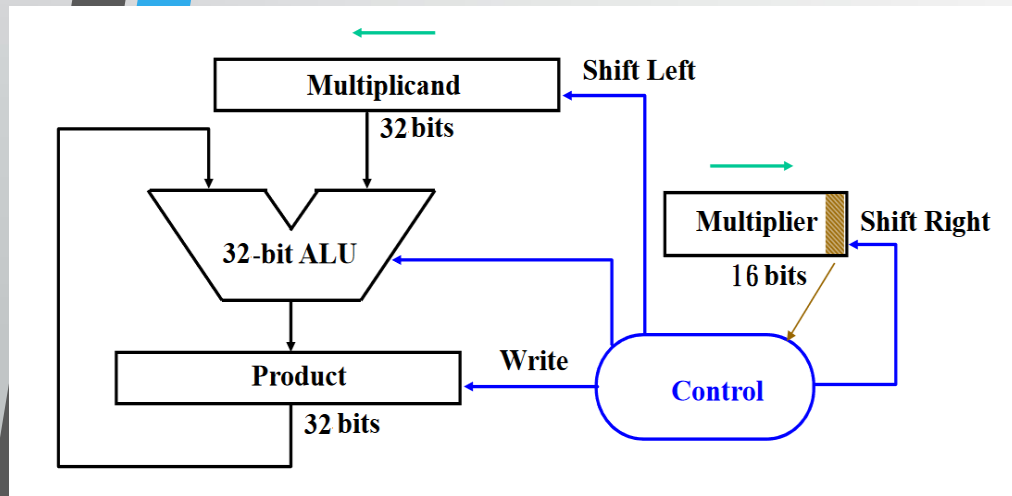 Shift Left
Multiplicand
32 bits
Multiplier
Shift Right
32-bit ALU
16 bits
Write
Product
Control
32 bits